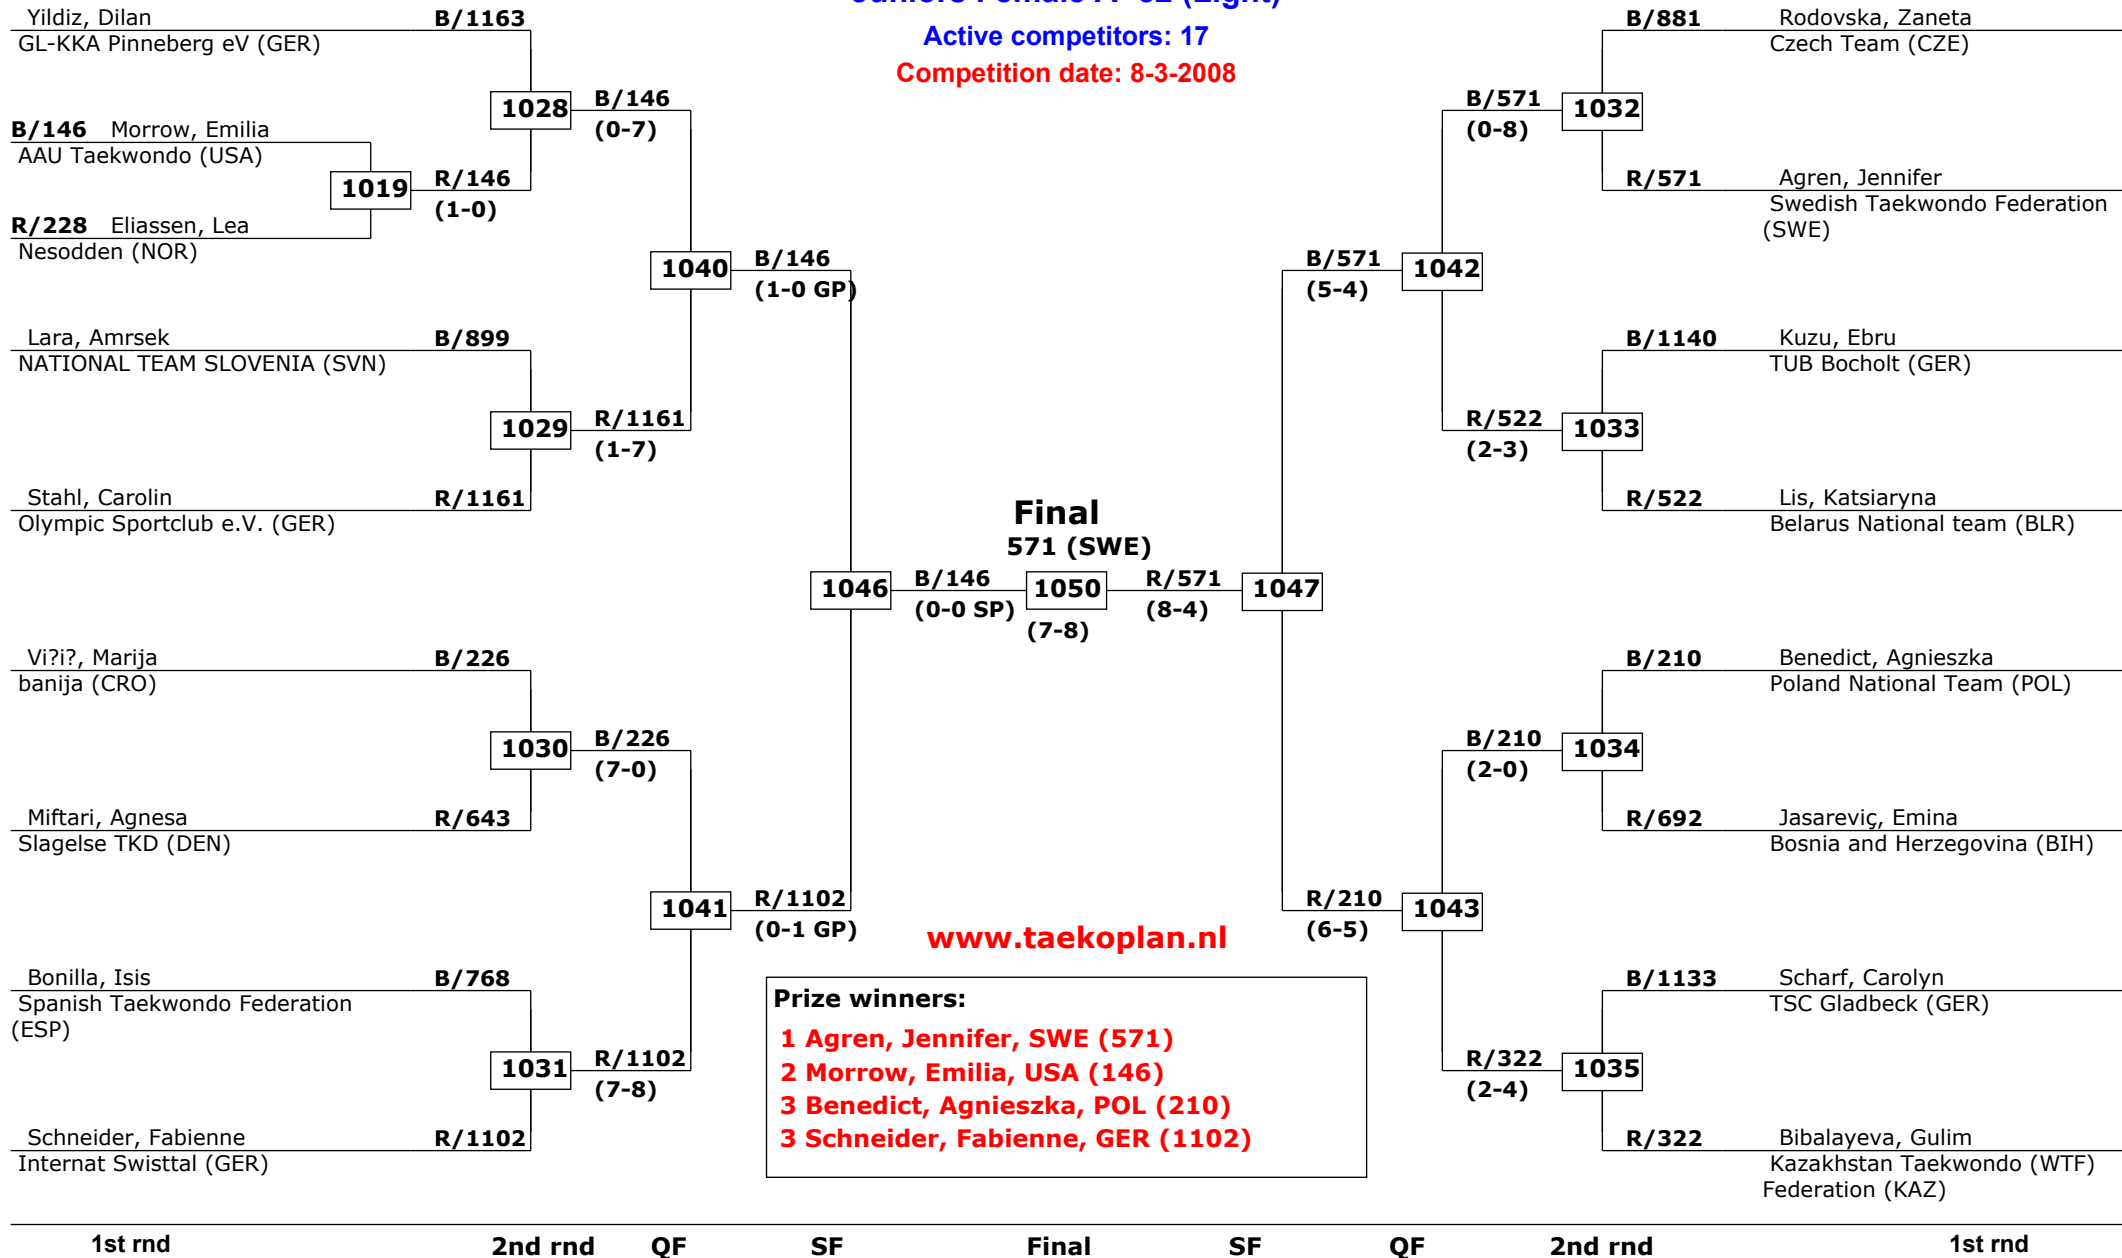 Active competitors: 17
Competition date: 8-3-2008
Yildiz, Dilan B/1163
GL-KKA Pinneberg eV (GER)
1028 B/146
(0-7)
B/146 Morrow, Emilia
AAU Taekwondo (USA)
1019 R/146
(1-0)
R/228 Eliassen, Lea
Nesodden (NOR)
1040 B/146
(1-0 GP)
Lara, Amrsek B/899
NATIONAL TEAM SLOVENIA (SVN)
1029 R/1161
(1-7)
Stahl, Carolin R/1161
Olympic Sportclub e.V. (GER)
1046 B/146
(0-0 SP)
Vi?i?, Marija B/226
banija (CRO)
1030 B/226
(7-0)
Miftari, Agnesa R/643
Slagelse TKD (DEN)
1041 R/1102
(0-1 GP)
Bonilla, Isis B/768
Spanish Taekwondo Federation
(ESP)
1031 R/1102
(7-8)
Schneider, Fabienne R/1102
Internat Swisttal (GER)
Final
571 (SWE)
1050
(7-8)
B/881 Rodovska, Zaneta
Czech Team (CZE)
B/571 1032
(0-8)
R/571 Agren, Jennifer
Swedish Taekwondo Federation
(SWE)
B/571 1042
(5-4)
B/1140 Kuzu, Ebru
TUB Bocholt (GER)
R/522 1033
(2-3)
R/522 Lis, Katsiaryna
Belarus National team (BLR)
R/571 1047
(8-4)
B/210 Benedict, Agnieszka
Poland National Team (POL)
B/210 1034
(2-0)
R/692 Jasareviç, Emina
Bosnia and Herzegovina (BIH)
R/210 1043
(6-5)
B/1133 Scharf, Carolyn
TSC Gladbeck (GER)
R/322 1035
(2-4)
R/322 Bibalayeva, Gulim
Kazakhstan Taekwondo (WTF)
Federation (KAZ)
www.taekoplan.nl
Prize winners:
1 Agren, Jennifer, SWE (571)
2 Morrow, Emilia, USA (146)
3 Benedict, Agnieszka, POL (210)
3 Schneider, Fabienne, GER (1102)
1st rnd 2nd rnd QF SF Final SF QF 2nd rnd 1st rnd